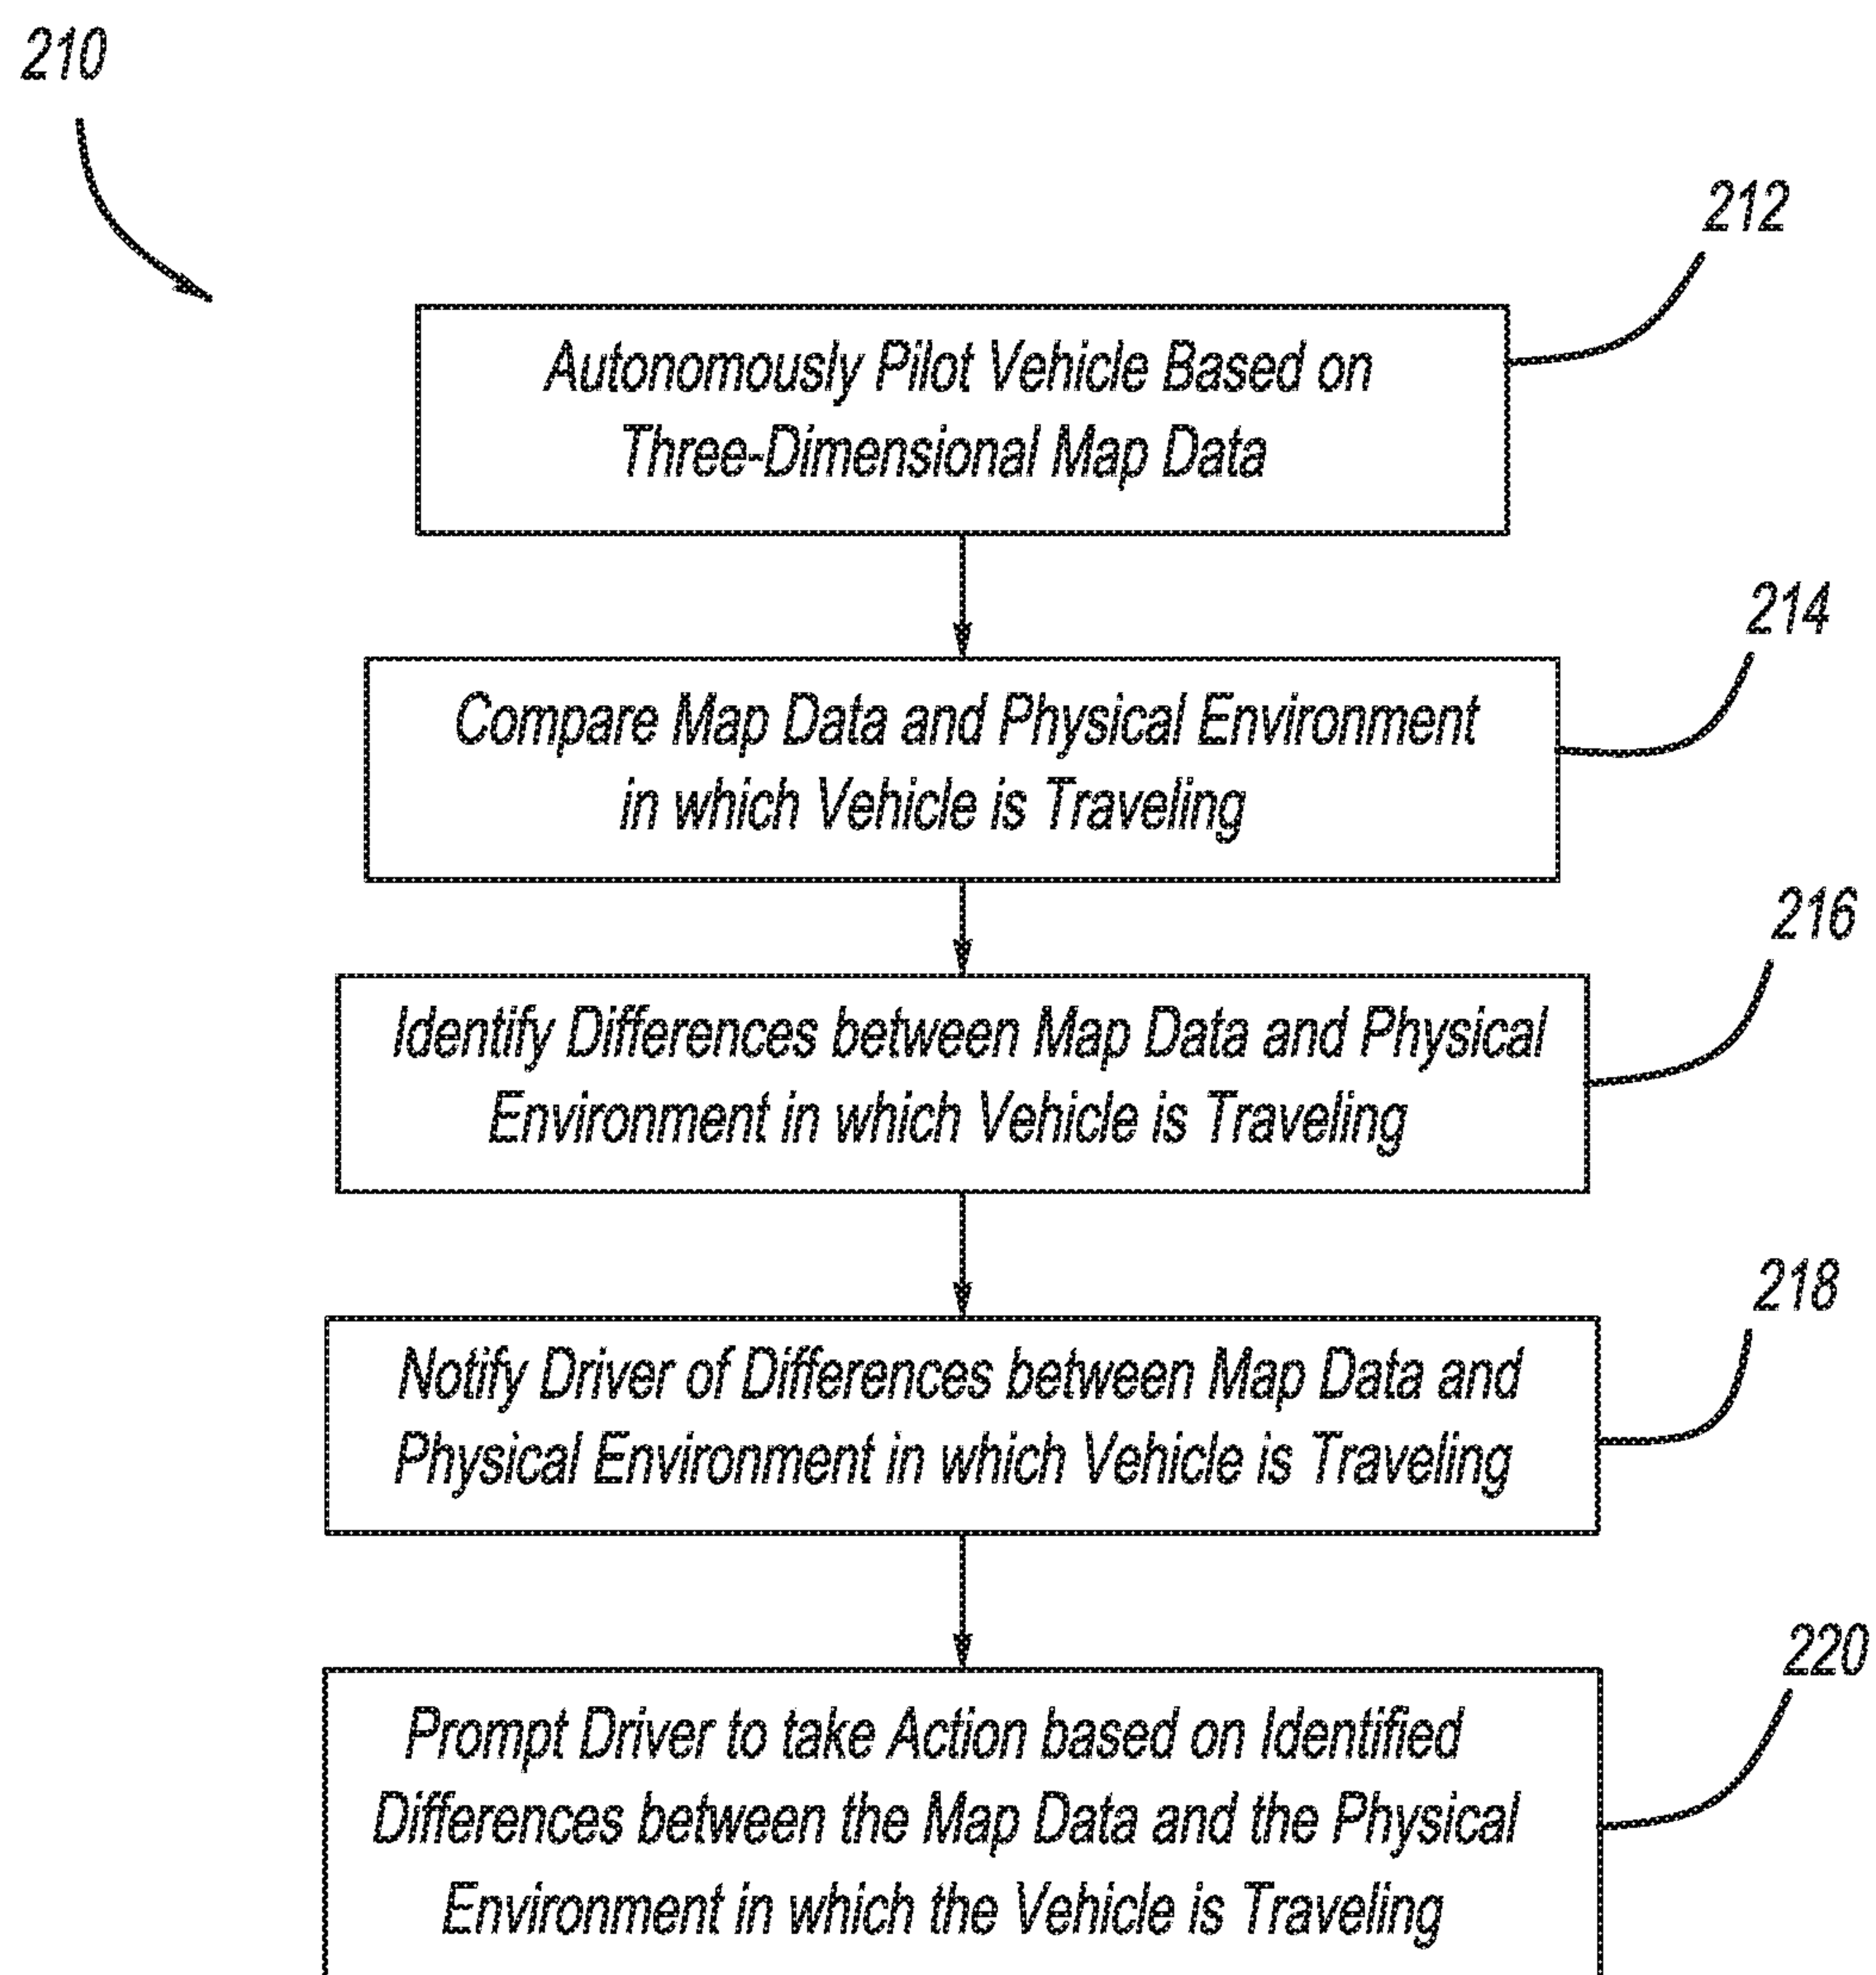 210
212
Autonomously Pilot Vehicle Based on
Three-Dimensional Map Data
214
Compare Map Data and Physical Environment
in which Vehicle is Traveling
216
Identify Differences between Map Data and Physical
Environment in which Vehicle is Traveling
218
Notify Driver of Differences between Map Data and
Physical Environment in which Vehicle is Traveling
220
Prompt Driver to take Action based on Identified
Differences between the Map Data and the Physical
Environment in which the Vehicle is Traveling